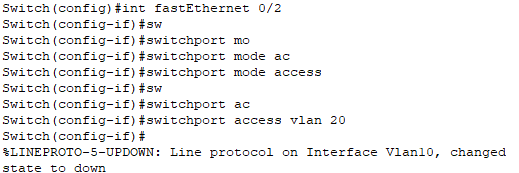 Switch(config)#int fastEthernet 0/2
Switch(config-if)#sw
Switch(config-if)#switchport mo
Switch(config-if)#switchport mode ac
Switch(config-if)#switchport mode access
Switch(config-if)#sw
Switch(config-if)#switchport ac
Switch(config-if)#switchport access vlan 20
Switch(config-if)#
%LINEPROTO-5-UPDOWN: Line protocol on Interface Vlan10, changed
state to down